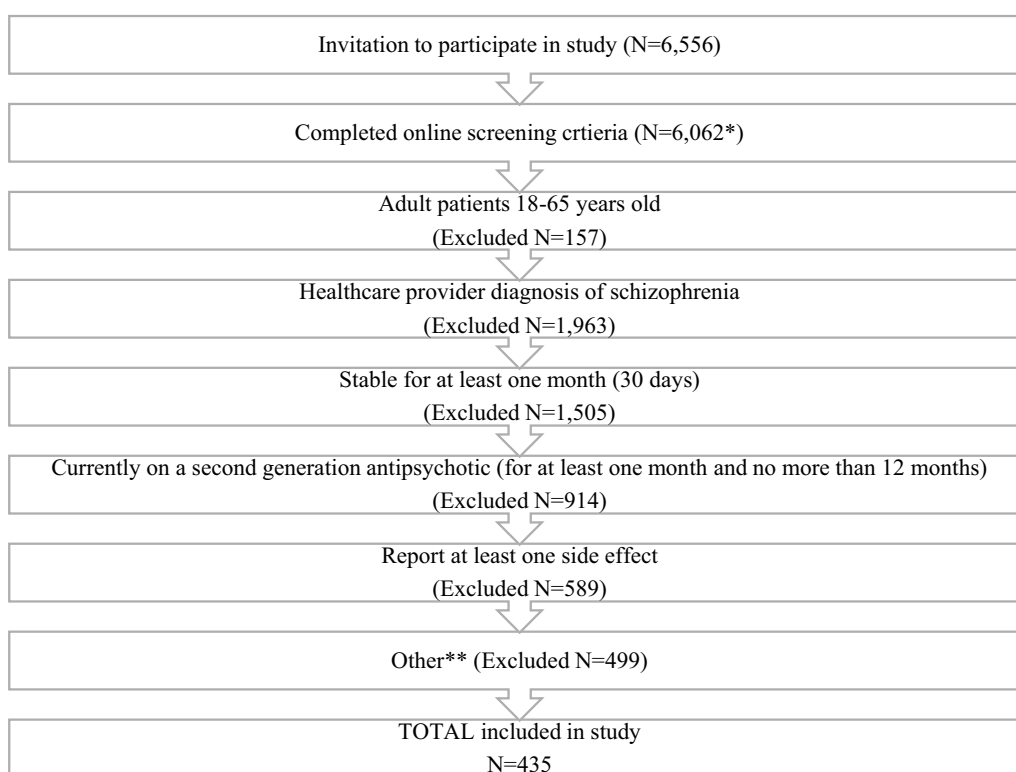 Invitation to participate in study (N=6,556)
Completed online screening crtieria (N=6,062*)
Adult patients 18-65 years old
(Excluded N=157)
Healthcare provider diagnosis of schizophrenia
(Excluded N=1,963)
Stable for at least one month (30 days)
(Excluded N=1,505)
Currently on a second generation antipsychotic (for at least one month and no more than 12 months)
(Excluded N=914)
Report at least one side effect
(Excluded N=589)
Other** (Excluded N=499)
TOTAL included in study
N=435